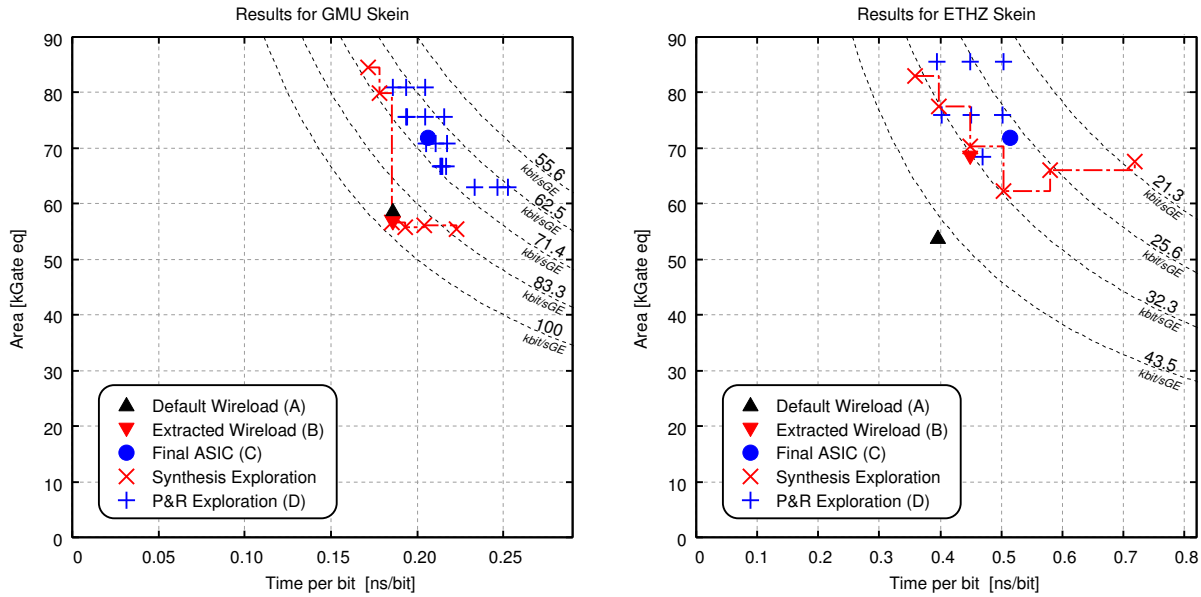 Results for GMU Skein
Area [kGate eq]
90
80
70
60
50
40
30
20
10
0
0
0.05
0.10
0.15
0.20
0.25
Time per bit [ns/bit]
55.6
kbit/sGE
62.5
kbit/sGE
71.4
kbit/sGE
83.3
kbit/sGE
100
kbit/sGE
Default Wireload (A)
Extracted Wireload (B)
Final ASIC (C)
Synthesis Exploration
P&R Exploration (D)
Results for ETHZ Skein
Area [kGate eq]
90
80
70
60
50
40
30
20
10
0
0
0.1
0.2
0.3
0.4
0.5
0.6
0.7
0.8
Time per bit [ns/bit]
21.3
kbit/sGE
25.6
kbit/sGE
32.3
kbit/sGE
43.5
kbit/sGE
Default Wireload (A)
Extracted Wireload (B)
Final ASIC (C)
Synthesis Exploration
P&R Exploration (D)